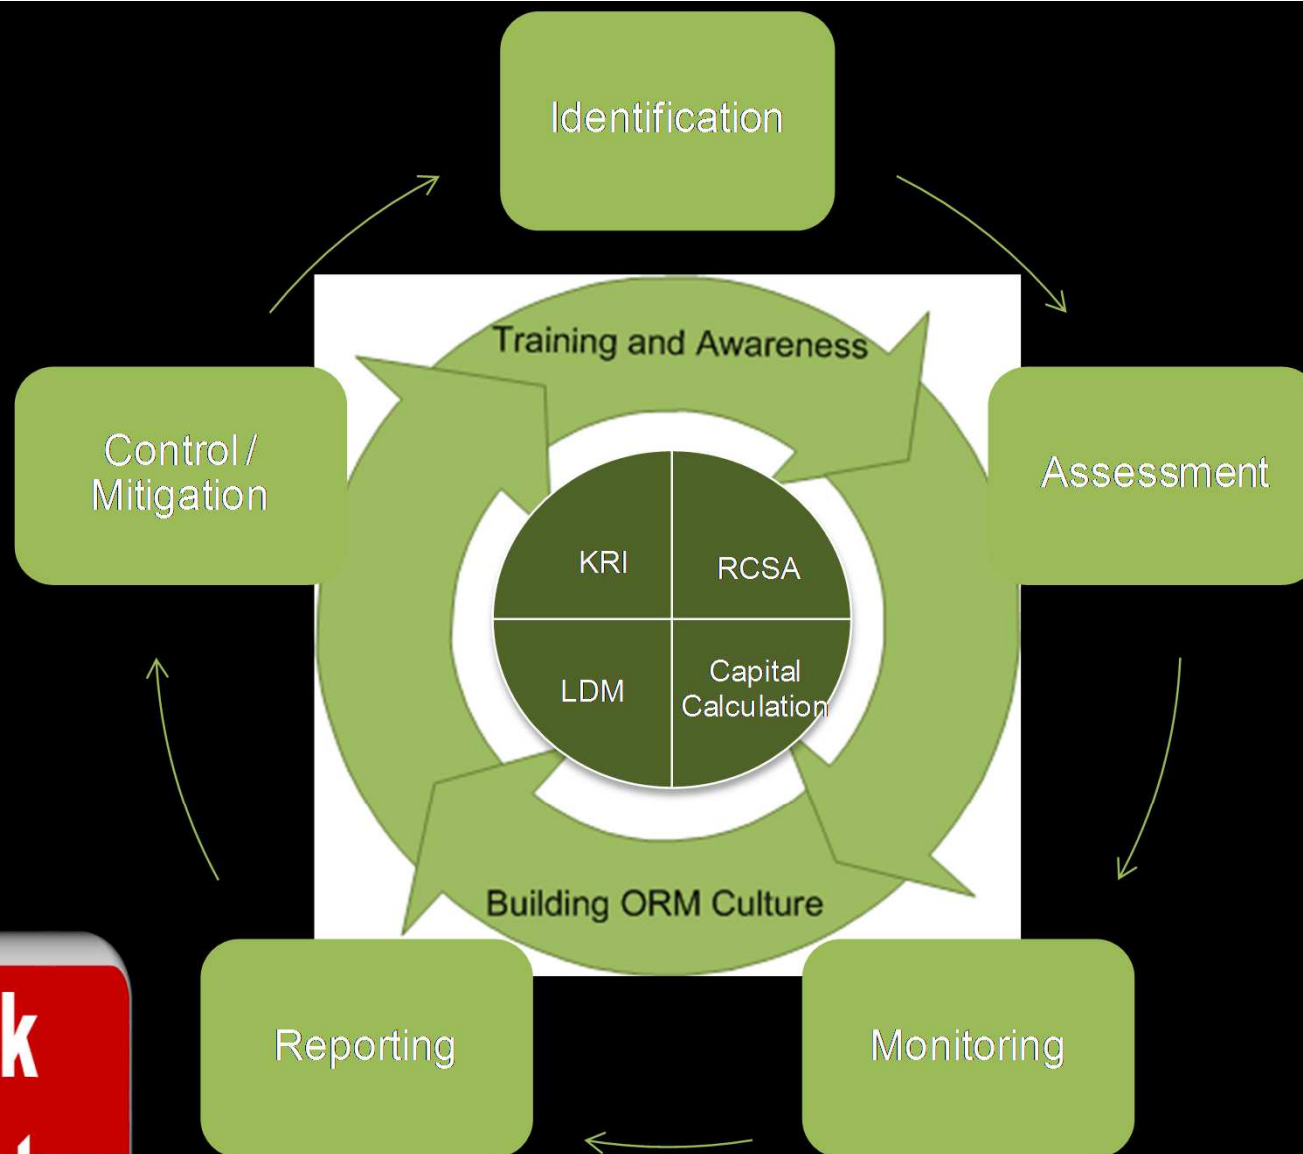 Identification
Training and Awareness
Control /
Mitigation
Assessment
KRI
RCSA
LDM
Capital
Calculation
Building ORM Culture
Reporting
Monitoring
k